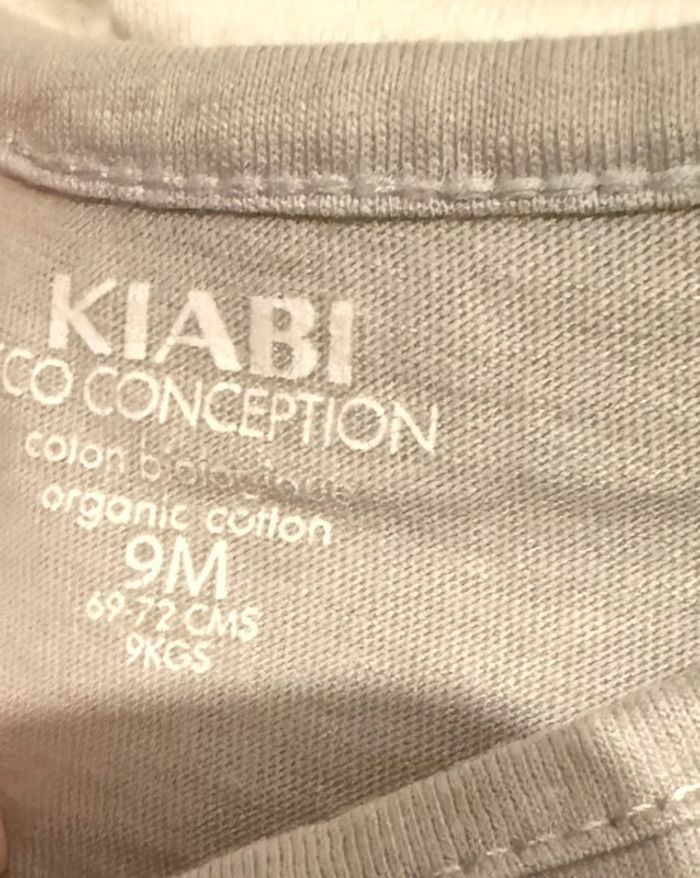 KIABI
CO CONCEPTION
coton
organic cotton
9M
69-72 CMS
9KGS